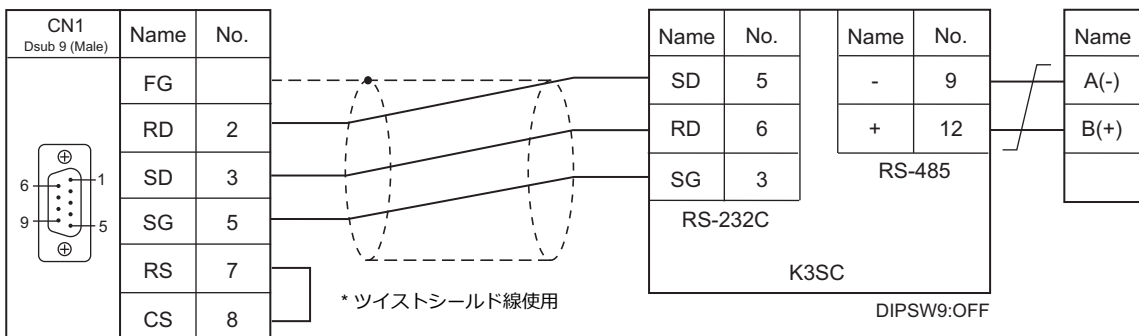 CN1
Dsub 9 (Male)
Name No.
FG
RD 2
SD 3
SG 5
RS 7
CS 8
6 1
9 5
* ツイストシールド線使用
Name No.
SD 5
RD 6
SG 3
RS-232C
Name No.
- 9
+ 12
RS-485
K3SC
DIPSW9:OFF
Name
A(-)
B(+)